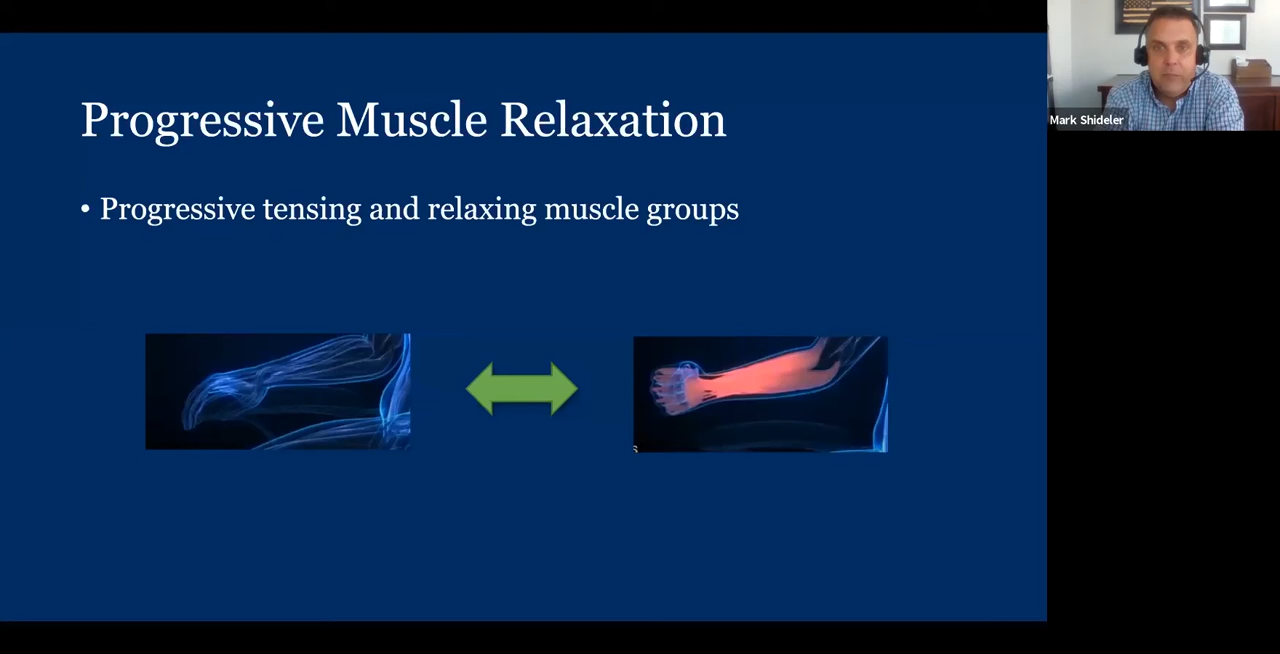 Progressive Muscle Relaxation
• Progressive tensing and relaxing muscle groups
s
Mark Shideler